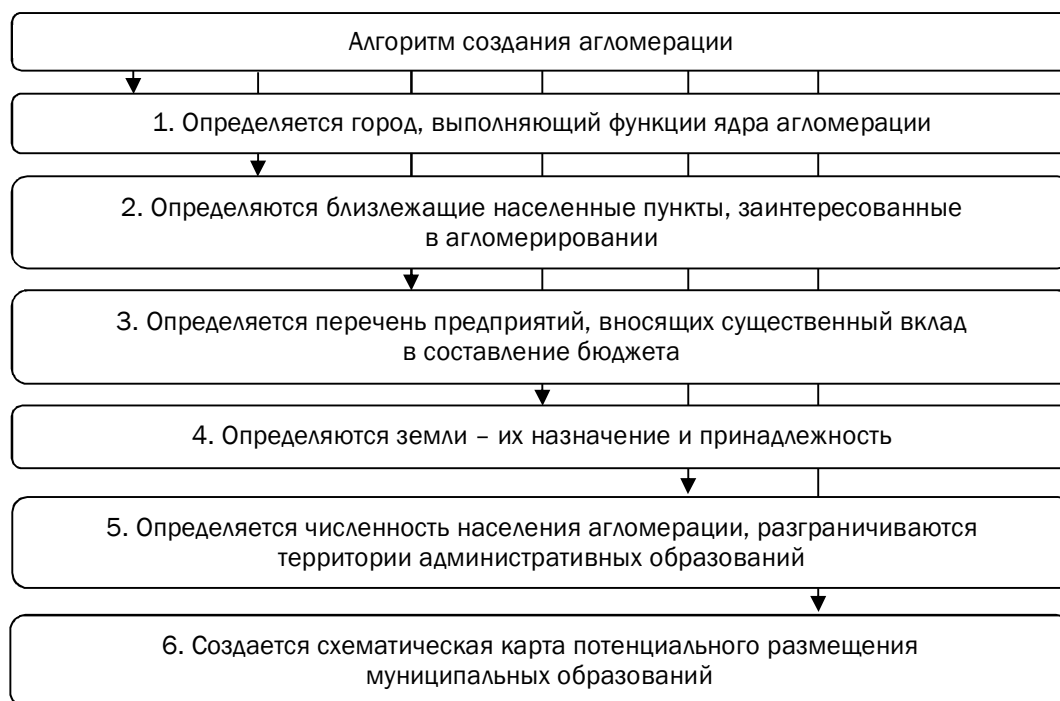 Алгоритм создания агломерации
1. Определяется город, выполняющий функции ядра агломерации
2. Определяются близлежащие населенные пункты, заинтересованные
в агломерировании
3. Определяется перечень предприятий, вносящих существенный вклад
в составление бюджета
4. Определяются земли – их назначение и принадлежность
5. Определяется численность населения агломерации, разграничиваются
территории административных образований
6. Создается схематическая карта потенциального размещения
муниципальных образований